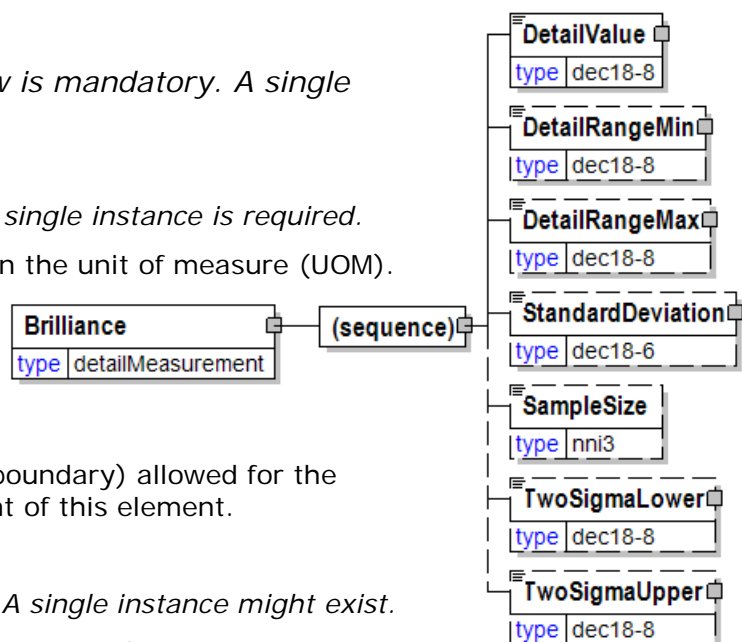 w is mandatory. A single
single instance is required.
n the unit of measure (UOM).
Brilliance
type detailMeasurement
(sequence)
boundary) allowed for the
nt of this element.
A single instance might exist.
DetailValue
type dec18-8
DetailRangeMin
type dec18-8
DetailRangeMax
type dec18-8
StandardDeviation
type dec18-6
SampleSize
type nni3
TwoSigmaLower
type dec18-8
TwoSigmaUpper
type dec18-8